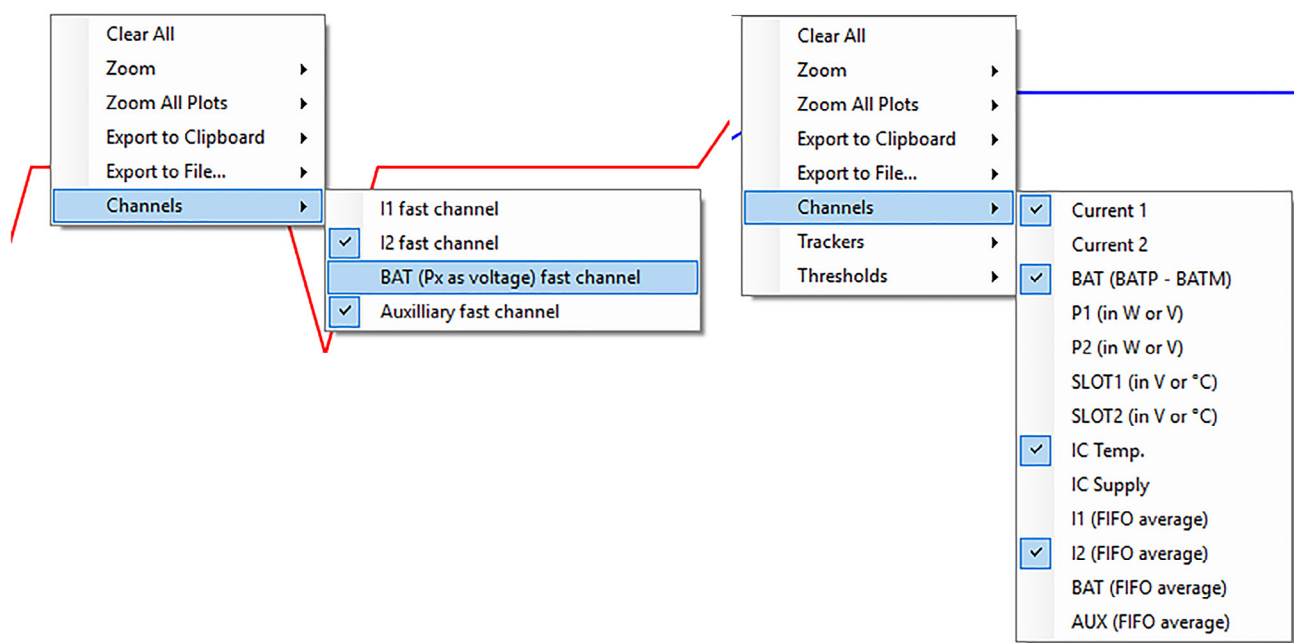 Clear All
Zoom
Zoom All Plots
Export to Clipboard
Export to File...
Channels
I1 fast channel
I2 fast channel
BAT (Px as voltage) fast channel
Auxilliary fast channel
Clear All
Zoom
Zoom All Plots
Export to Clipboard
Export to File...
Channels
Trackers
Thresholds
Current 1
Current 2
BAT (BATP - BATM)
P1 (in W or V)
P2 (in W or V)
SLOT1 (in V or °C)
SLOT2 (in V or °C)
IC Temp.
IC Supply
I1 (FIFO average)
I2 (FIFO average)
BAT (FIFO average)
AUX (FIFO average)